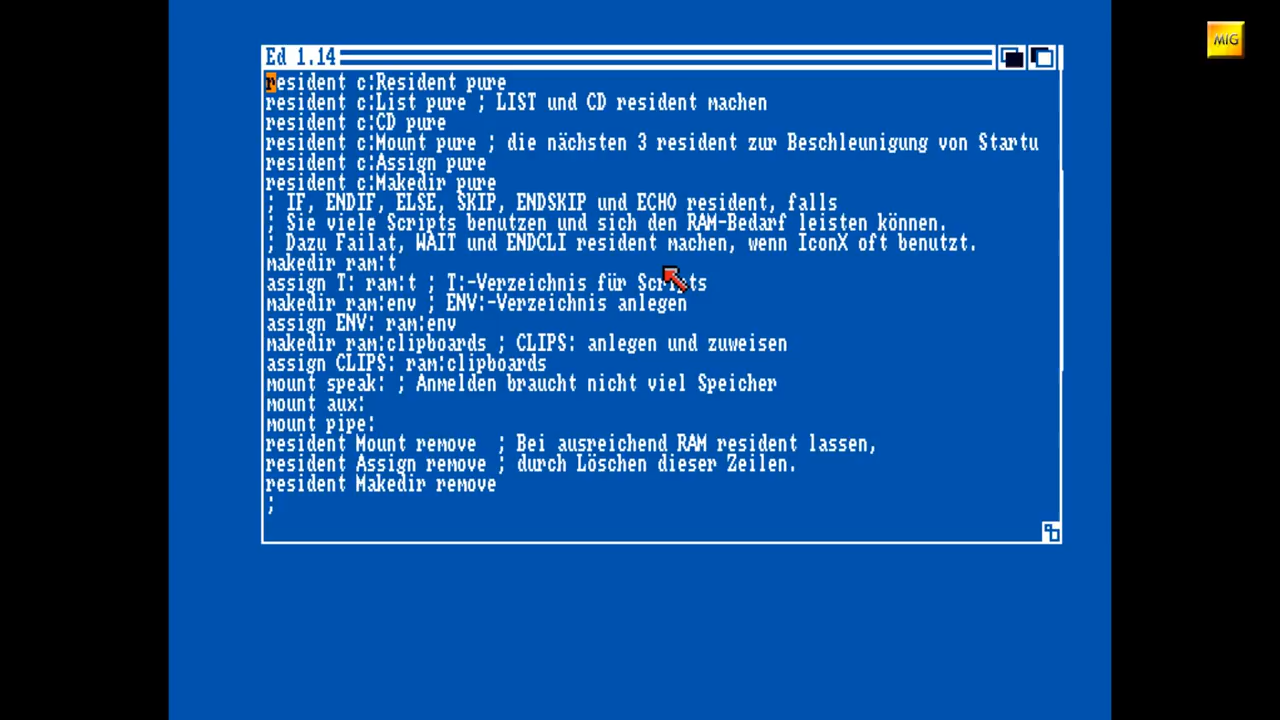 MIG
Ed 1.14
resident c:Resident pure
resident c:List pure ; LIST und CD resident machen
resident c:CD pure
resident c:Mount pure ; die nächsten 3 resident zur Beschleunigung von Startu
resident c:Assign pure
resident c:Makedir pure
; IF, ENDIF, ELSE, SKIP, ENDSKIP und ECHO resident, falls
; Sie viele Scripts benutzen und sich den RAM-Bedarf leisten können.
; Dazu Failat, WAIT und ENDCLI resident machen, wenn IconX oft benutzt.
makedir ram:t
assign T: ram:t ; T:-Verzeichnis für Scripts
makedir ram:env ; ENV:-Verzeichnis anlegen
assign ENV: ram:env
makedir ram:clipboards ; CLIPS: anlegen und zuweisen
assign CLIPS: ram:clipboards
mount speak: ; Anmelden braucht nicht viel Speicher
mount aux:
mount pipe:
resident Mount remove  ; Bei ausreichend RAM resident lassen,
resident Assign remove ; durch Löschen dieser Zeilen.
resident Makedir remove
;